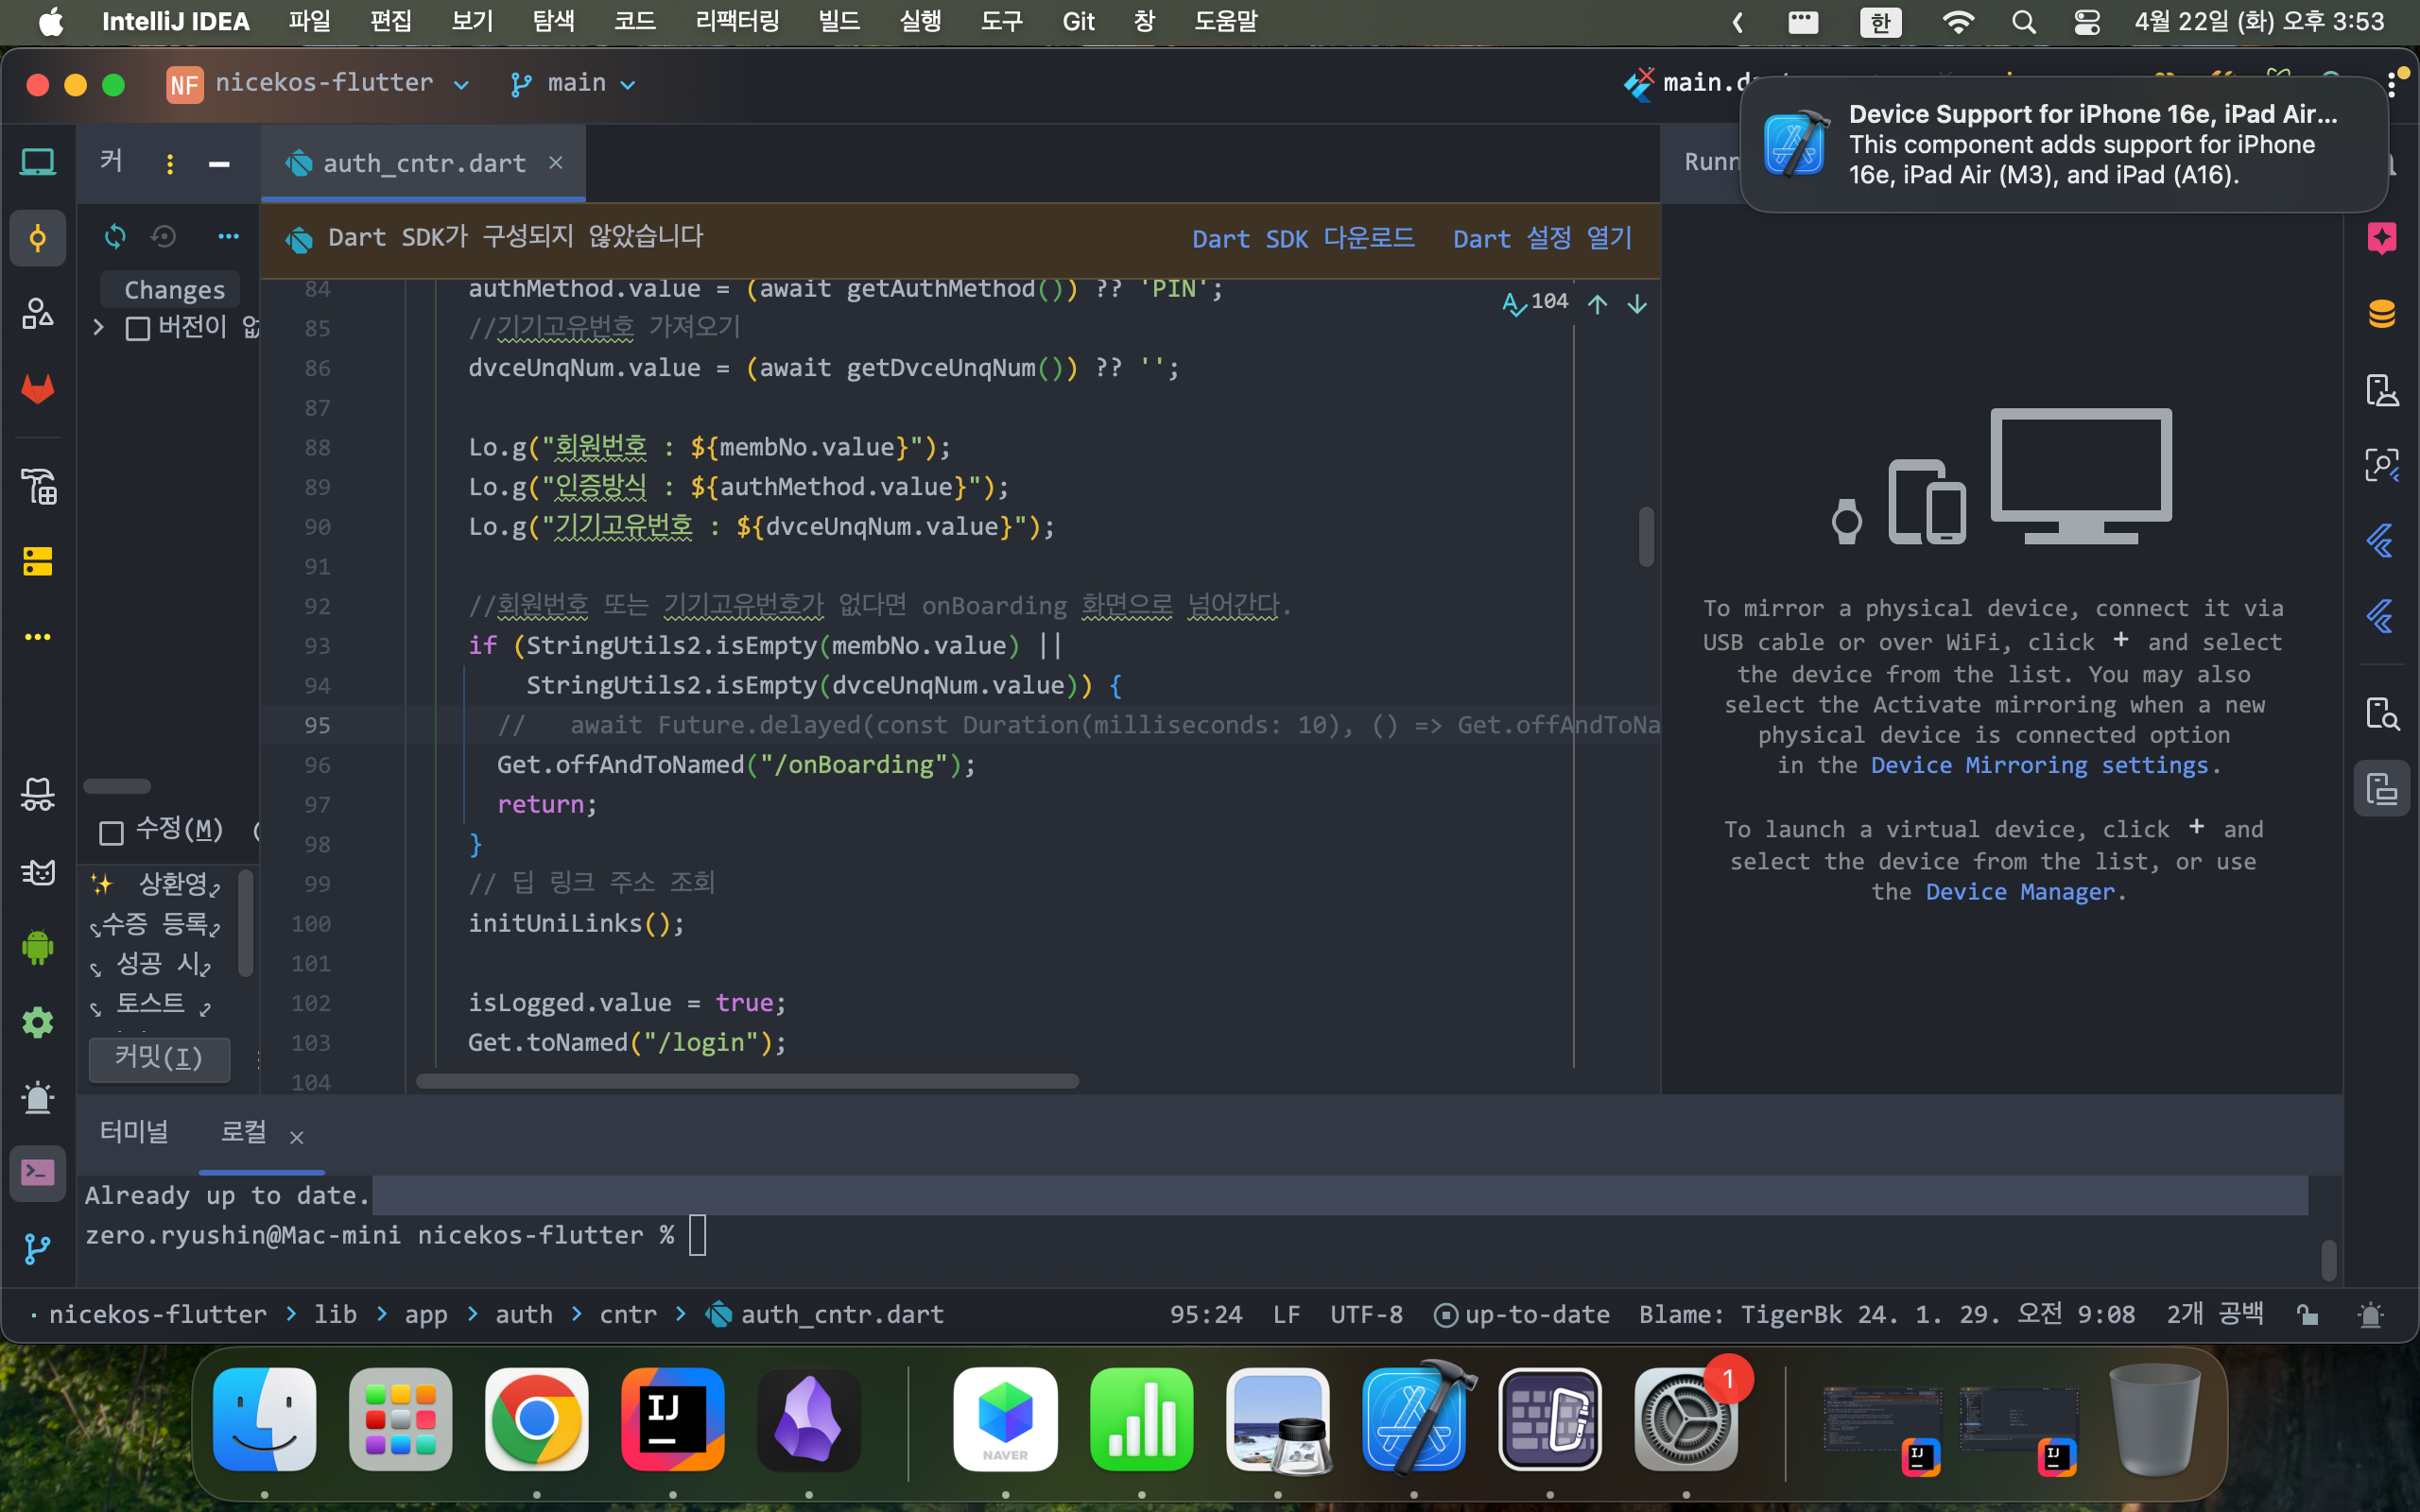 IntelliJ IDEA 파일 편집 보기 탐색 코드 리팩터링 빌드 실행 도구 Git 창 도움말 한 4월 22일 (화) 오후 3:53
NF nicekos-flutter main
커
auth_cntr.dart
Device Support for iPhone 16e, iPad Air...
This component adds support for iPhone
16e, iPad Air (M3), and iPad (A16).
Dart SDK가 구성되지 않았습니다 Dart SDK 다운로드 Dart 설정 열기
Changes
버전이
104
84 authMethod.value = (await getAuthMethod()) ?? 'PIN';
85 //기기고유번호 가져오기
86 dvceUnqNum.value = (await getDvceUnqNum()) ?? '';
87
88 Lo.g("회원번호 : ${membNo.value}");
89 Lo.g("인증방식 : ${authMethod.value}");
90 Lo.g("기기고유번호 : ${dvceUnqNum.value}");
91
92 //회원번호 또는 기기고유번호가 없다면 onBoarding 화면으로 넘어간다.
93 if (StringUtils2.isEmpty(membNo.value) ||
94 StringUtils2.isEmpty(dvceUnqNum.value)) {
95 // await Future.delayed(const Duration(milliseconds: 10), () => Get.offAndToNa
96 Get.offAndToNamed("/onBoarding");
97 return;
98 }
99 // 딥 링크 주소 조회
100 initUniLinks();
101
102 isLogged.value = true;
103 Get.toNamed("/login");
104
수정(M)
✨ 상환영
수증 등록
성공 시
토스트
커밋(I)
To mirror a physical device, connect it via
USB cable or over WiFi, click + and select
the device from the list. You may also
select the Activate mirroring when a new
physical device is connected option
in the Device Mirroring settings.
To launch a virtual device, click + and
select the device from the list, or use
the Device Manager.
터미널 로컬
Already up to date.
zero.ryushin@Mac-mini nicekos-flutter %
nicekos-flutter > lib > app > auth > cntr > auth_cntr.dart 95:24 LF UTF-8 up-to-date Blame: TigerBk 24. 1. 29. 오전 9:08 2개 공백
IJ
NAVER
1
IJ
IJ